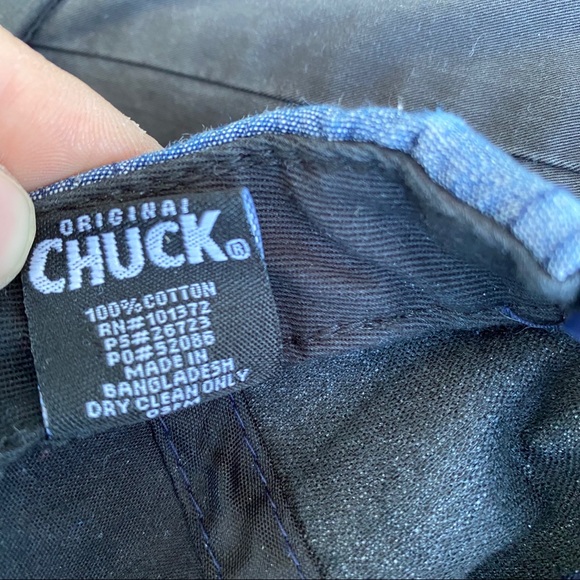 ORIGINAL
CHUCK®
100% COTTON
RN#101372
PS#26723
PO#52086
MADE IN
BANGLADESH
DRY CLEAN ONLY